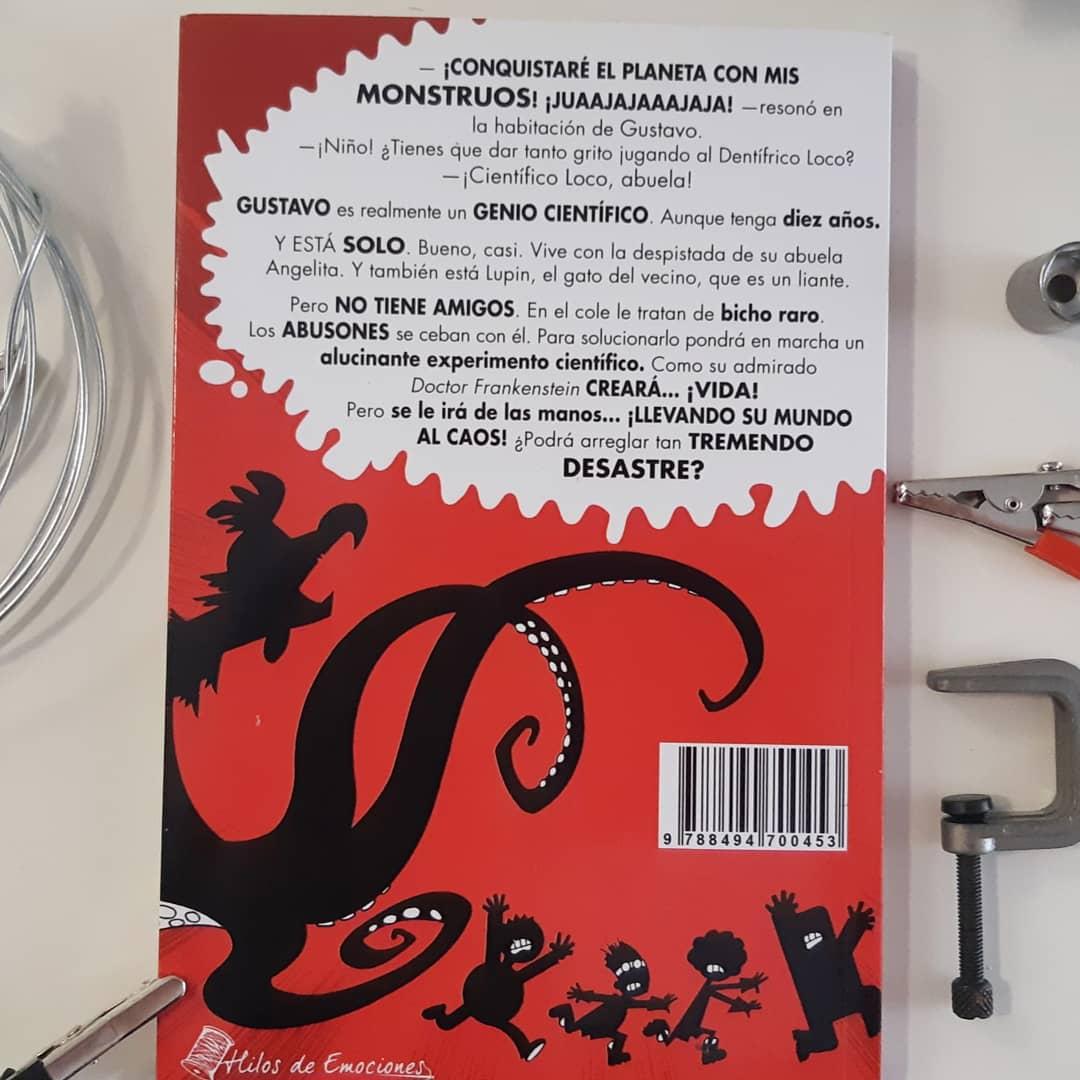 — ¡CONQUISTARÉ EL PLANETA CON MIS
MONSTRUOS! ¡JUAAJAJAAAJAJA! —resonó en
la habitación de Gustavo.
—¡Niño! ¿Tienes que dar tanto grito jugando al Dentífrico Loco?
—¡Científico Loco, abuela!
GUSTAVO es realmente un GENIO CIENTÍFICO. Aunque tenga diez años.
Y ESTÁ SOLO. Bueno, casi. Vive con la despistada de su abuela
Angelita. Y también está Lupin, el gato del vecino, que es un liante.
Pero NO TIENE AMIGOS. En el cole le tratan de bicho raro.
Los ABUSONES se ceban con él. Para solucionarlo pondrá en marcha un
alucinante experimento científico. Como su admirado
Doctor Frankenstein CREARÁ... ¡VIDA!
Pero se le irá de las manos... ¡LLEVANDO SU MUNDO
AL CAOS! ¿Podrá arreglar tan TREMENDO
DESASTRE?
9 788494 700453
Hilos de Emociones